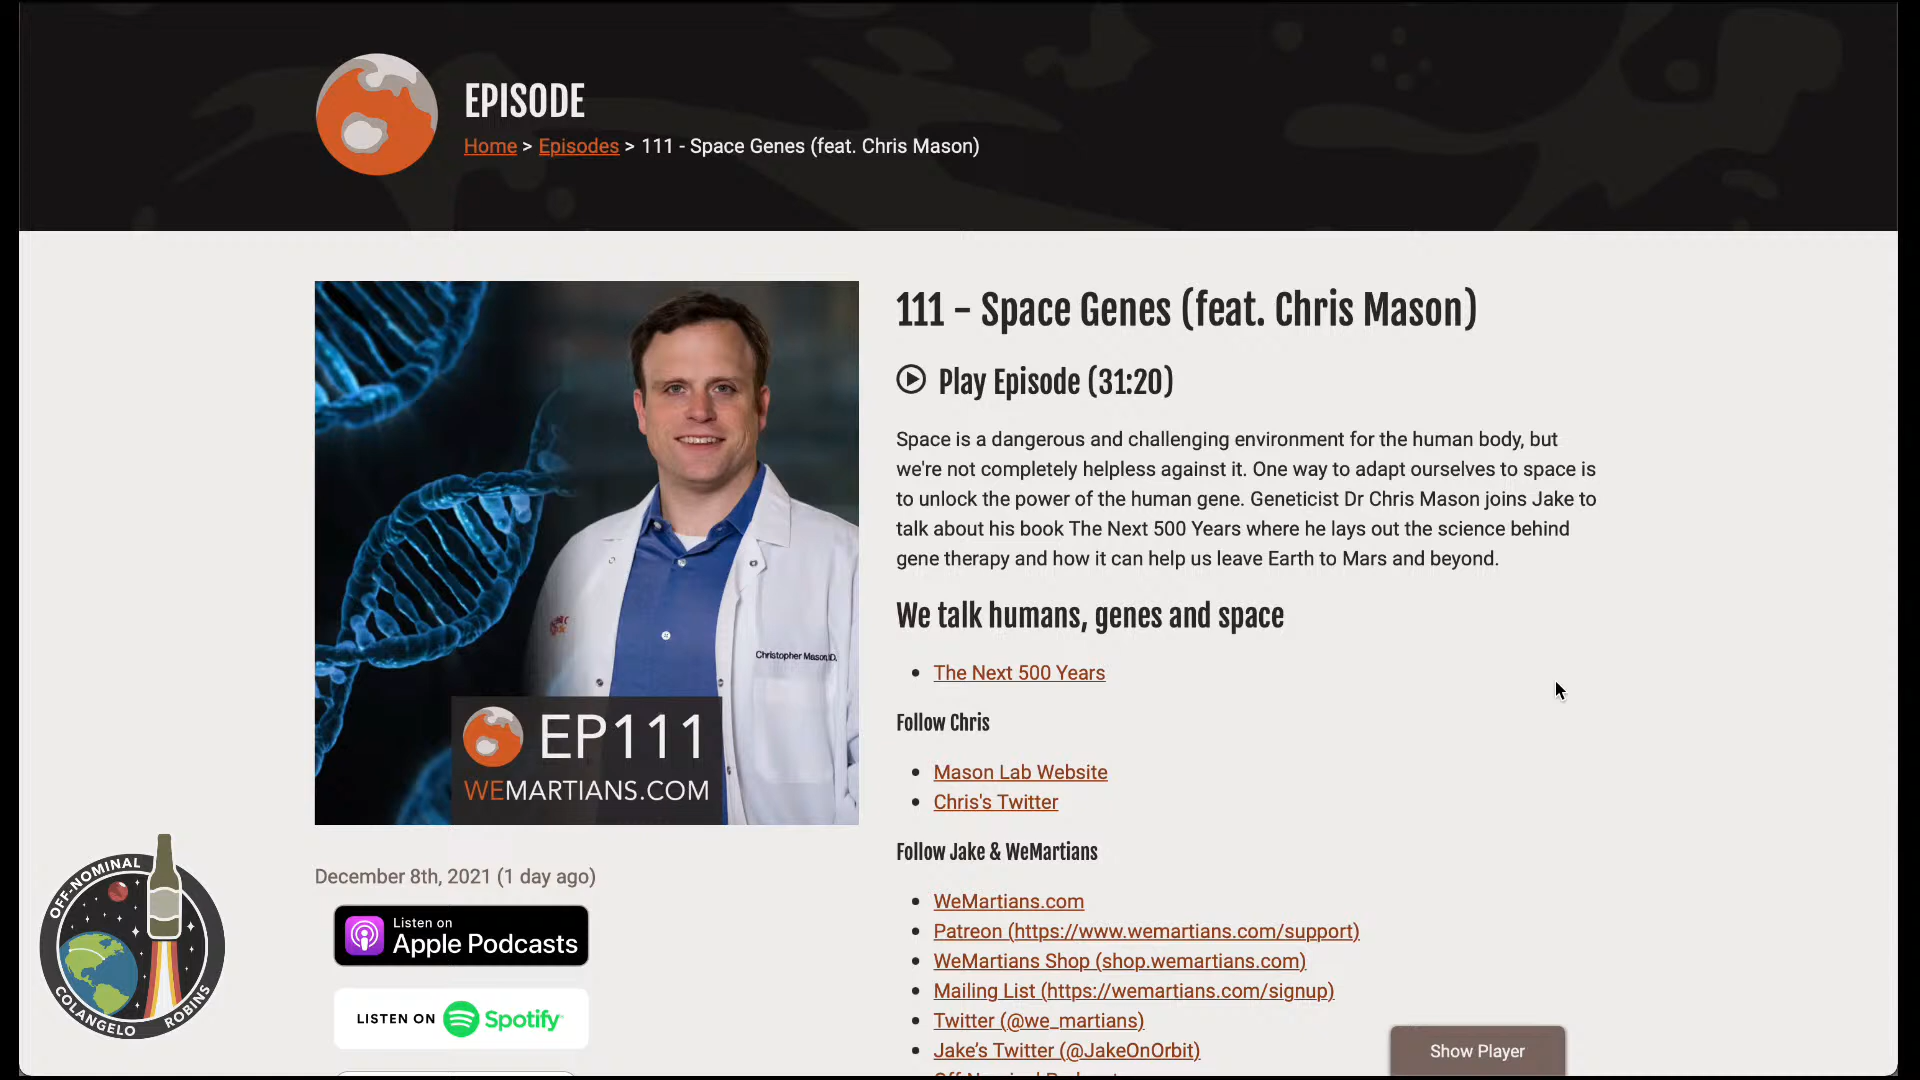 EPISODE
Home > Episodes > 111 - Space Genes (feat. Chris Mason)
111 - Space Genes (feat. Chris Mason)
Play Episode (31:20)
Space is a dangerous and challenging environment for the human body, but
we're not completely helpless against it. One way to adapt ourselves to space is
to unlock the power of the human gene. Geneticist Dr Chris Mason joins Jake to
talk about his book The Next 500 Years where he lays out the science behind
gene therapy and how it can help us leave Earth to Mars and beyond.
We talk humans, genes and space
The Next 500 Years
Follow Chris
Mason Lab Website
Chris's Twitter
Follow Jake & WeMartians
WeMartians.com
Patreon (https://www.wemartians.com/support)
WeMartians Shop (shop.wemartians.com)
Mailing List (https://wemartians.com/signup)
Twitter (@we_martians)
Jake’s Twitter (@JakeOnOrbit)
Christopher Mason
EP111
WEMARTIANS.COM
December 8th, 2021 (1 day ago)
Listen on
Apple Podcasts
LISTEN ON Spotify
OFF-NOMINAL
COLANGELO ROBINS
Show Player